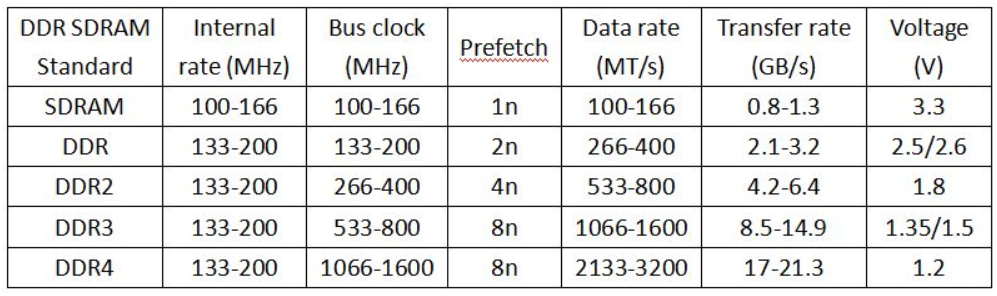 DDR SDRAM Standard Internal rate (MHz) Bus clock (MHz) Prefetch Data rate (MT/s) Transfer rate (GB/s) Voltage (V)
SDRAM 100-166 100-166 1n 100-166 0.8-1.3 3.3
DDR 133-200 133-200 2n 266-400 2.1-3.2 2.5/2.6
DDR2 133-200 266-400 4n 533-800 4.2-6.4 1.8
DDR3 133-200 533-800 8n 1066-1600 8.5-14.9 1.35/1.5
DDR4 133-200 1066-1600 8n 2133-3200 17-21.3 1.2